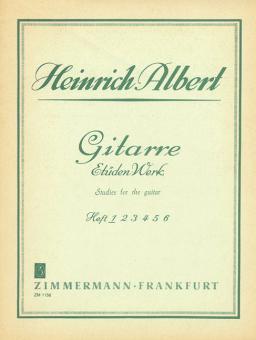 Heinrich Albert
Gitarre
Etüden Werk
Studies for the guitar
Heft 1 2 3 4 5 6
ZIMMERMANN · FRANKFURT
ZM 1138